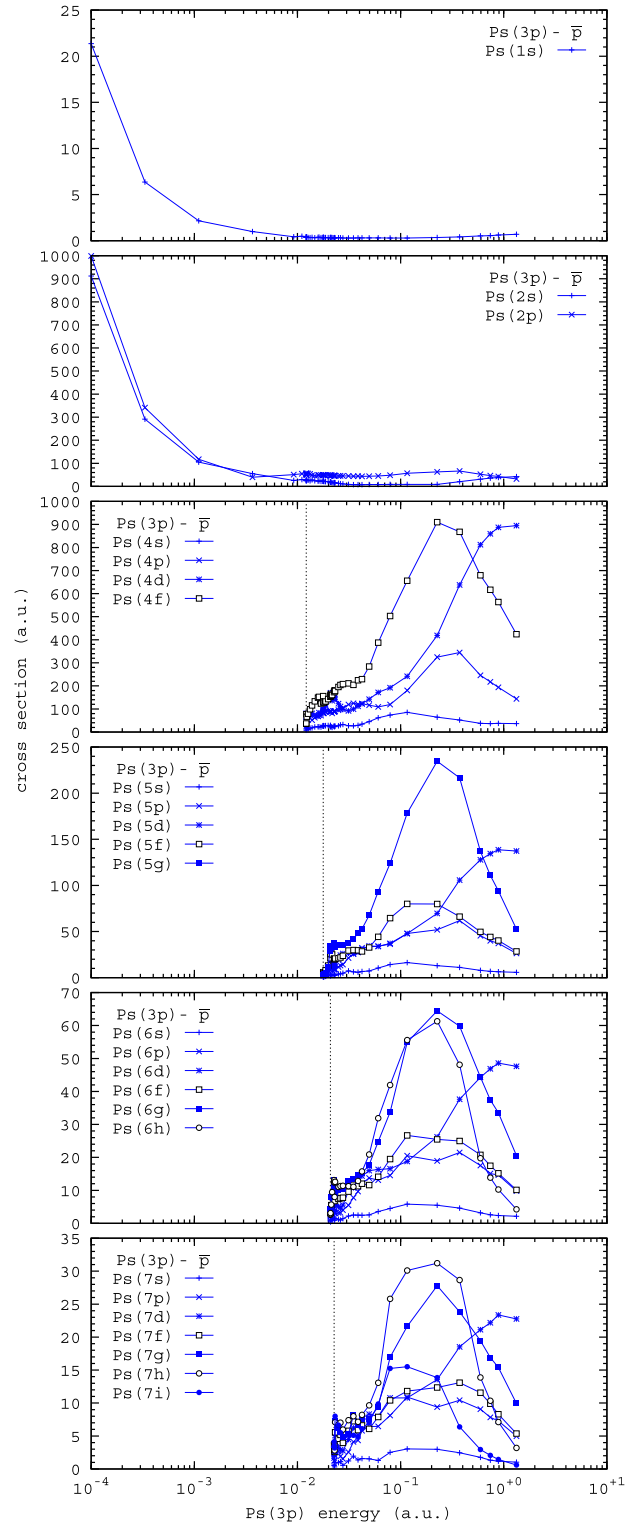 Ps(3p) - p̅
Ps(1s)
25
20
15
10
5
0
Ps(3p) - p̅
Ps(2s)
Ps(2p)
1000
900
800
700
600
500
400
300
200
100
0
Ps(3p) - p̅
Ps(4s)
Ps(4p)
Ps(4d)
Ps(4f)
1000
900
800
700
600
500
400
300
200
100
0
cross section (a.u.)
Ps(3p) - p̅
Ps(5s)
Ps(5p)
Ps(5d)
Ps(5f)
Ps(5g)
250
200
150
100
50
0
Ps(3p) - p̅
Ps(6s)
Ps(6p)
Ps(6d)
Ps(6f)
Ps(6g)
Ps(6h)
70
60
50
40
30
20
10
0
Ps(3p) - p̅
Ps(7s)
Ps(7p)
Ps(7d)
Ps(7f)
Ps(7g)
Ps(7h)
Ps(7i)
35
30
25
20
15
10
5
0
10⁻⁴ 10⁻³ 10⁻² 10⁻¹ 10⁺⁰ 10⁺¹
Ps(3p) energy (a.u.)